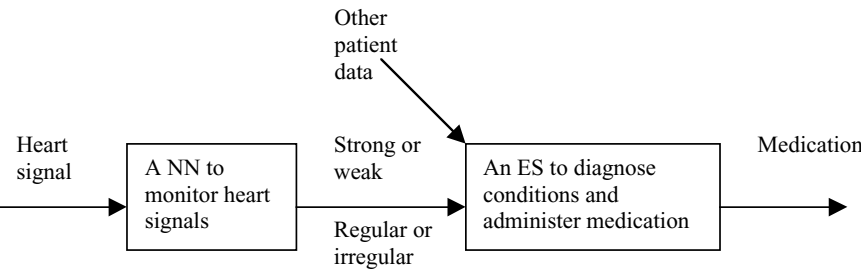 Other
patient
data
Heart
signal
A NN to
monitor heart
signals
Strong or
weak
Regular or
irregular
An ES to diagnose
conditions and
administer medication
Medication